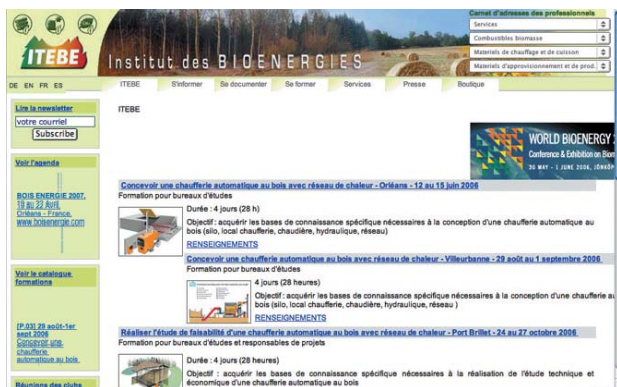 Carnet d'adresses des professionnels
Services
Combustibles biomasse
Materiels de chauffage et de cuisson
Materiels d'approvisionnement et de prod.
ITEBE
Institut des BIOENERGIES
DE EN FR ES
ITEBE S'informer Se documenter Se former Services Presse Boutique
Lire la newsletter
votre courriel
Subscribe
Voir l'agenda
BOIS ENERGIE 2007,
19 au 22 Avril,
Orléans - France,
www.boisenergie.com
Voir le catalogue
formations
[P.03] 29 août-1er
sept 2006
Concevoir une
chaufferie
automatique au bois
Réunions des clubs
ITEBE
WORLD BIOENERGY
Conference & Exhibition on Biom
30 MAY - 1 JUNE 2006, JÖNKÖP
Concevoir une chaufferie automatique au bois avec réseau de chaleur - Orléans - 12 au 15 juin 2006
Formation pour bureaux d'études
Durée : 4 jours (28 h)
Objectif : acquérir les bases de connaissance spécifique nécessaires à la conception d'une chaufferie automatique au
bois (silo, local chaufferie, chaudière, hydraulique, réseau)
RENSEIGNEMENTS
Concevoir une chaufferie automatique au bois avec réseau de chaleur - Villeurbanne - 29 août au 1 septembre 2006
Formation pour bureaux d'études
4 jours (28 heures)
Objectif : acquérir les bases de connaissance spécifique nécessaires à la conception d'une chaufferie au
bois (silo, local chaufferie, chaudière, hydraulique, réseau )
RENSEIGNEMENTS
Réaliser l'étude de faisabilité d'une chaufferie automatique au bois avec réseau de chaleur - Port Brillet - 24 au 27 octobre 2006
Formation pour bureaux d'études et responsables de projets
Durée : 4 jours (28 heures)
Objectif : acquérir les bases de connaissance spécifique nécessaires à la réalisation de l'étude technique et
économique d'une chaufferie automatique au bois